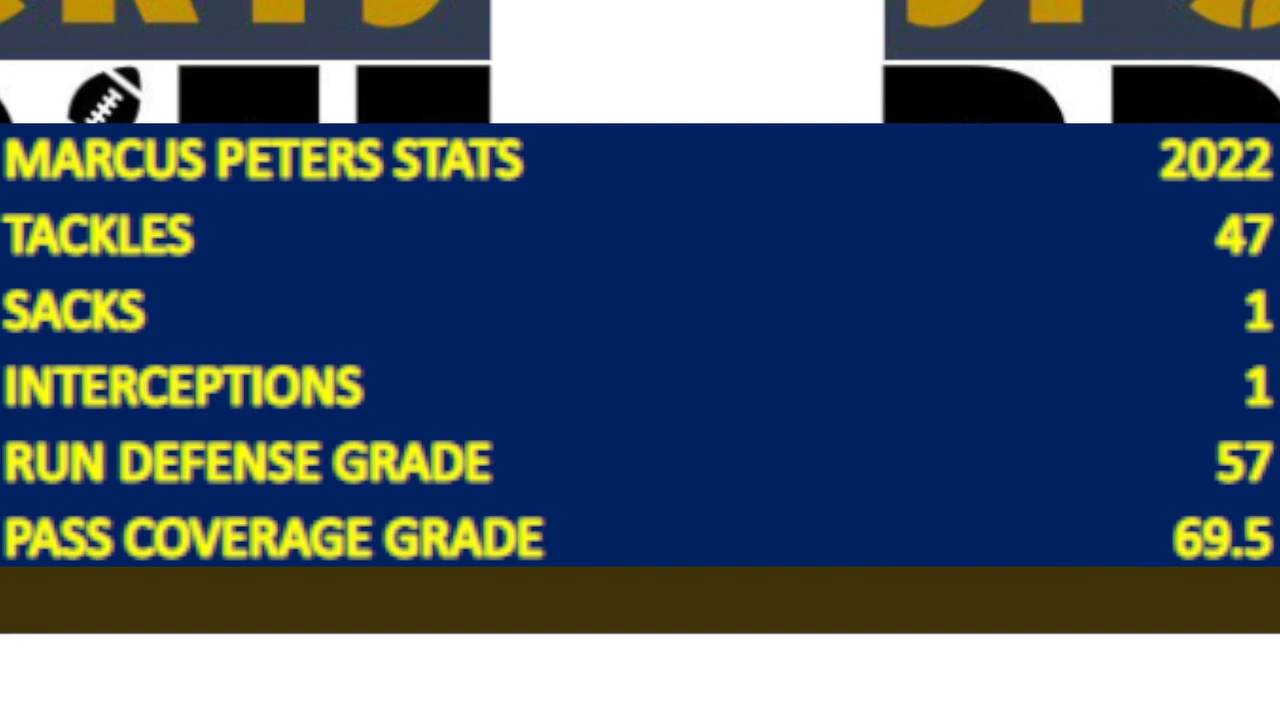 MARCUS PETERS STATS 2022
TACKLES 47
SACKS 1
INTERCEPTIONS 1
RUN DEFENSE GRADE 57
PASS COVERAGE GRADE 69.5